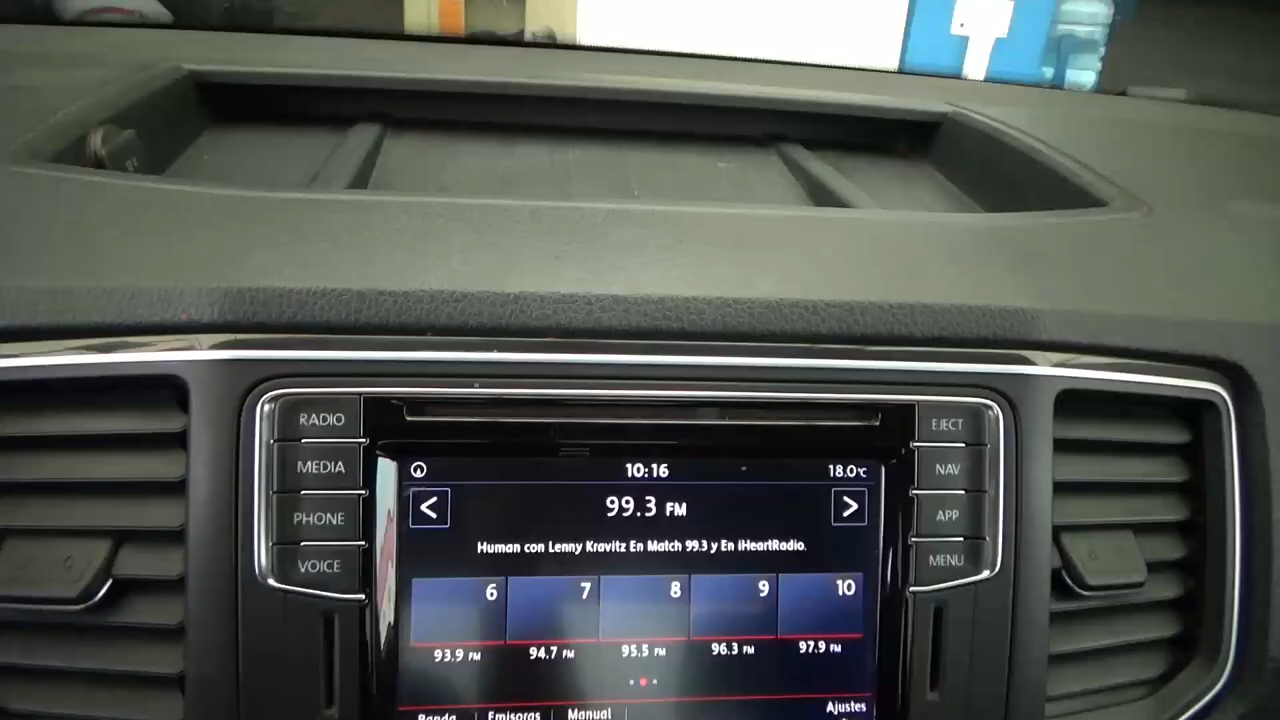 RADIO
MEDIA
PHONE
VOICE
EJECT
NAV
APP
MENU
10:16
18.0°C
< 99.3 FM >
Human con Lenny Kravitz En Match 99.3 y En iHeartRadio.
6 7 8 9 10
93.9 FM 94.7 FM 95.5 FM 96.3 FM 97.9 FM
Banda Emisoras Manual Ajustes